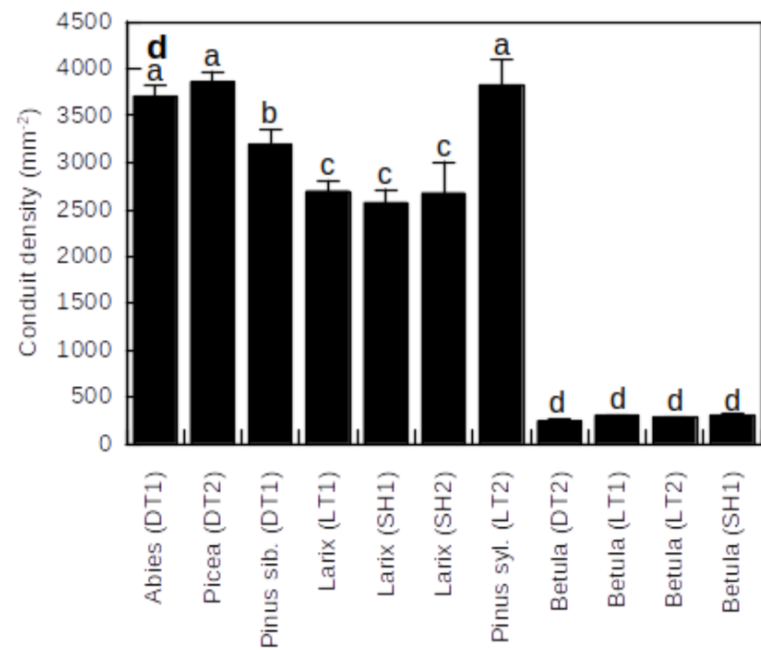 4500
4000
3500
3000
2500
2000
1500
1000
500
0
Conduit density (mm⁻²)
d
a
a
b
c
c
c
a
d
d
d
d
Abies (DT1)
Picea (DT2)
Pinus sib. (DT1)
Larix (LT1)
Larix (SH1)
Larix (SH2)
Pinus syl. (LT2)
Betula (DT2)
Betula (LT1)
Betula (LT2)
Betula (SH1)